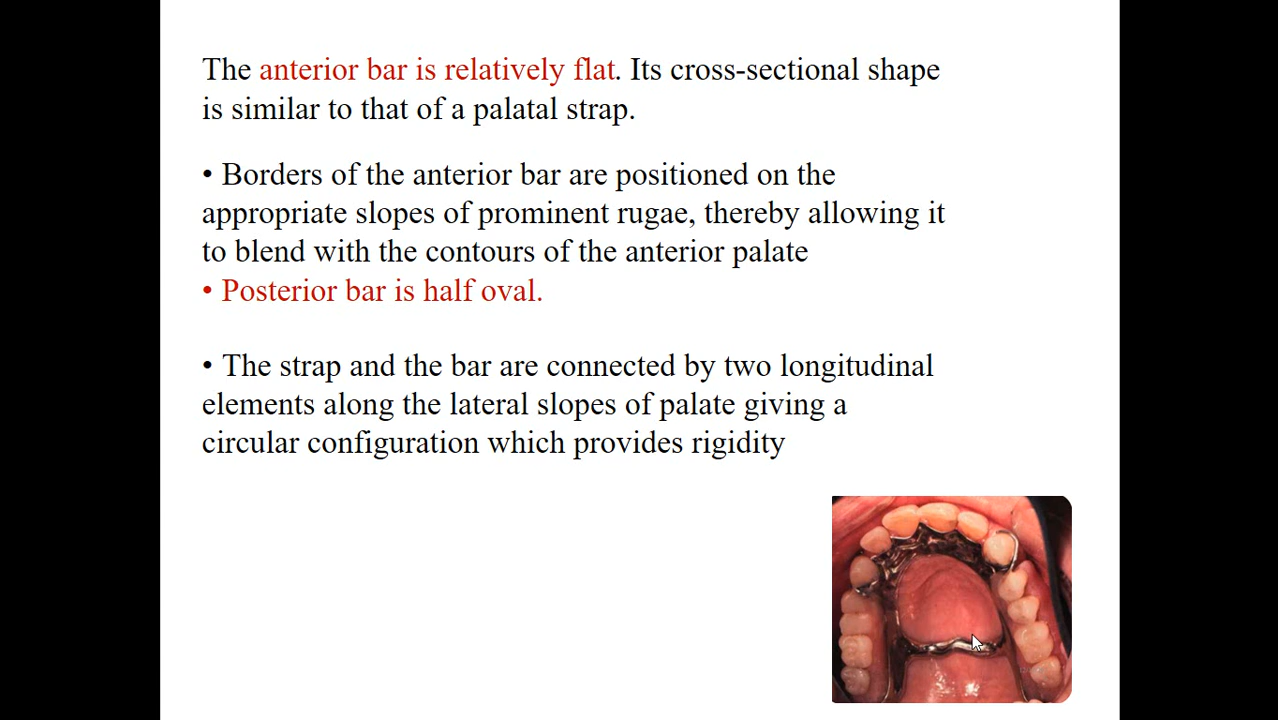 The anterior bar is relatively flat. Its cross-sectional shape
is similar to that of a palatal strap.
• Borders of the anterior bar are positioned on the
appropriate slopes of prominent rugae, thereby allowing it
to blend with the contours of the anterior palate
• Posterior bar is half oval.
• The strap and the bar are connected by two longitudinal
elements along the lateral slopes of palate giving a
circular configuration which provides rigidity